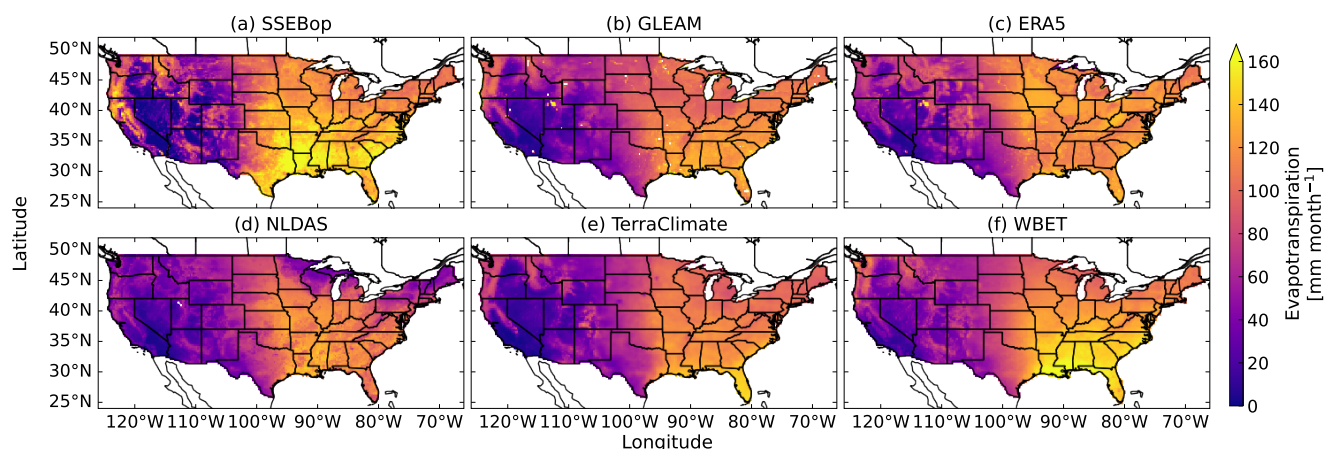 (a) SSEBop
(b) GLEAM
(c) ERA5
50°N
45°N
40°N
35°N
30°N
25°N
(d) NLDAS
(e) TerraClimate
(f) WBET
50°N
45°N
40°N
35°N
30°N
25°N
120°W 110°W 100°W 90°W 80°W 70°W
120°W 110°W 100°W 90°W 80°W 70°W
120°W 110°W 100°W 90°W 80°W 70°W
Latitude
Longitude
160
140
120
100
80
60
40
20
0
Evapotranspiration
[mm month⁻¹]